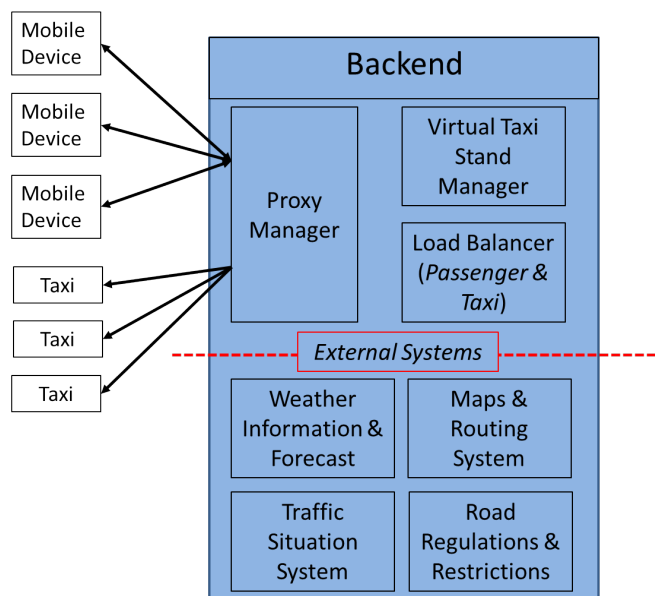 Mobile
Device
Mobile
Device
Mobile
Device
Taxi
Taxi
Taxi
Backend
Proxy
Manager
Virtual Taxi
Stand
Manager
Load Balancer
(Passenger &
Taxi)
External Systems
Weather
Information &
Forecast
Maps &
Routing
System
Traffic
Situation
System
Road
Regulations &
Restrictions